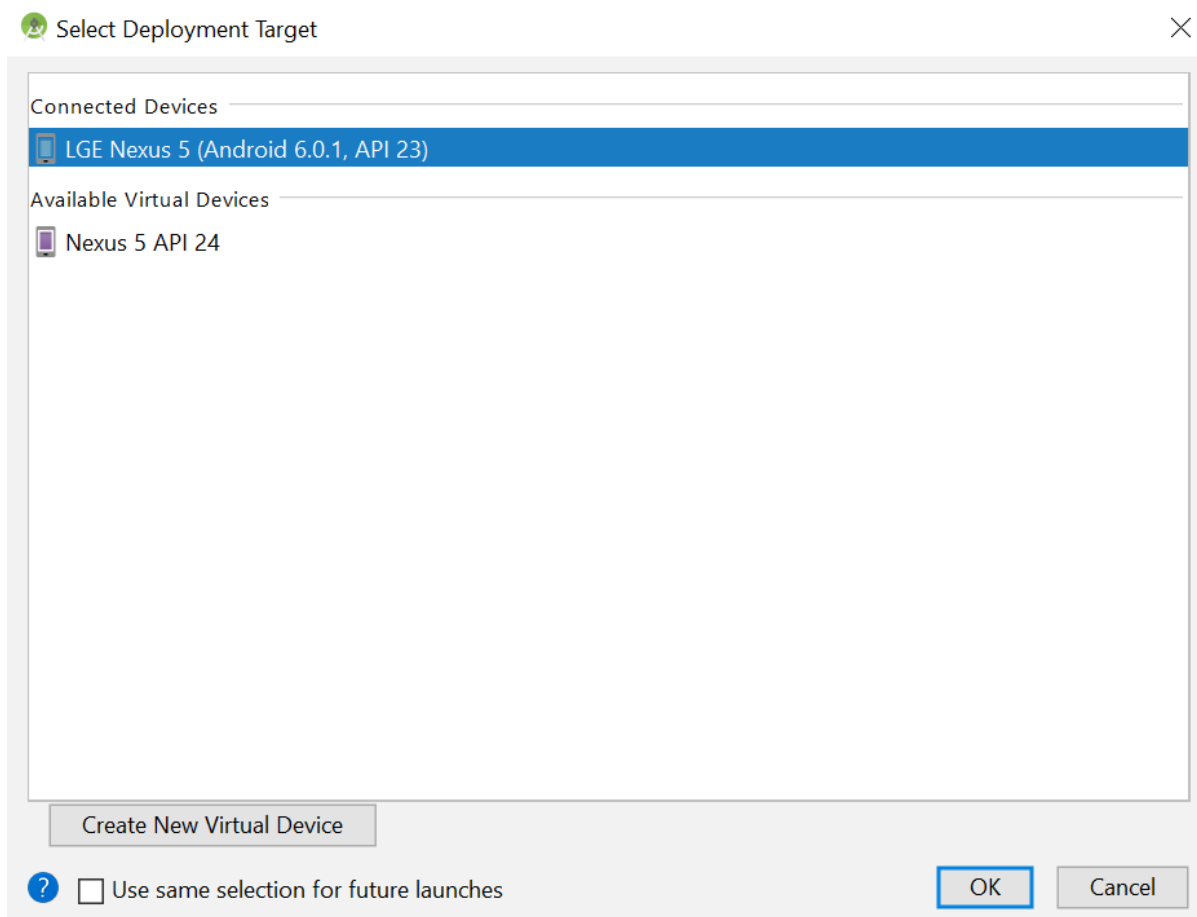 Select Deployment Target
Connected Devices
LGE Nexus 5 (Android 6.0.1, API 23)
Available Virtual Devices
Nexus 5 API 24
Create New Virtual Device
? Use same selection for future launches
OK Cancel